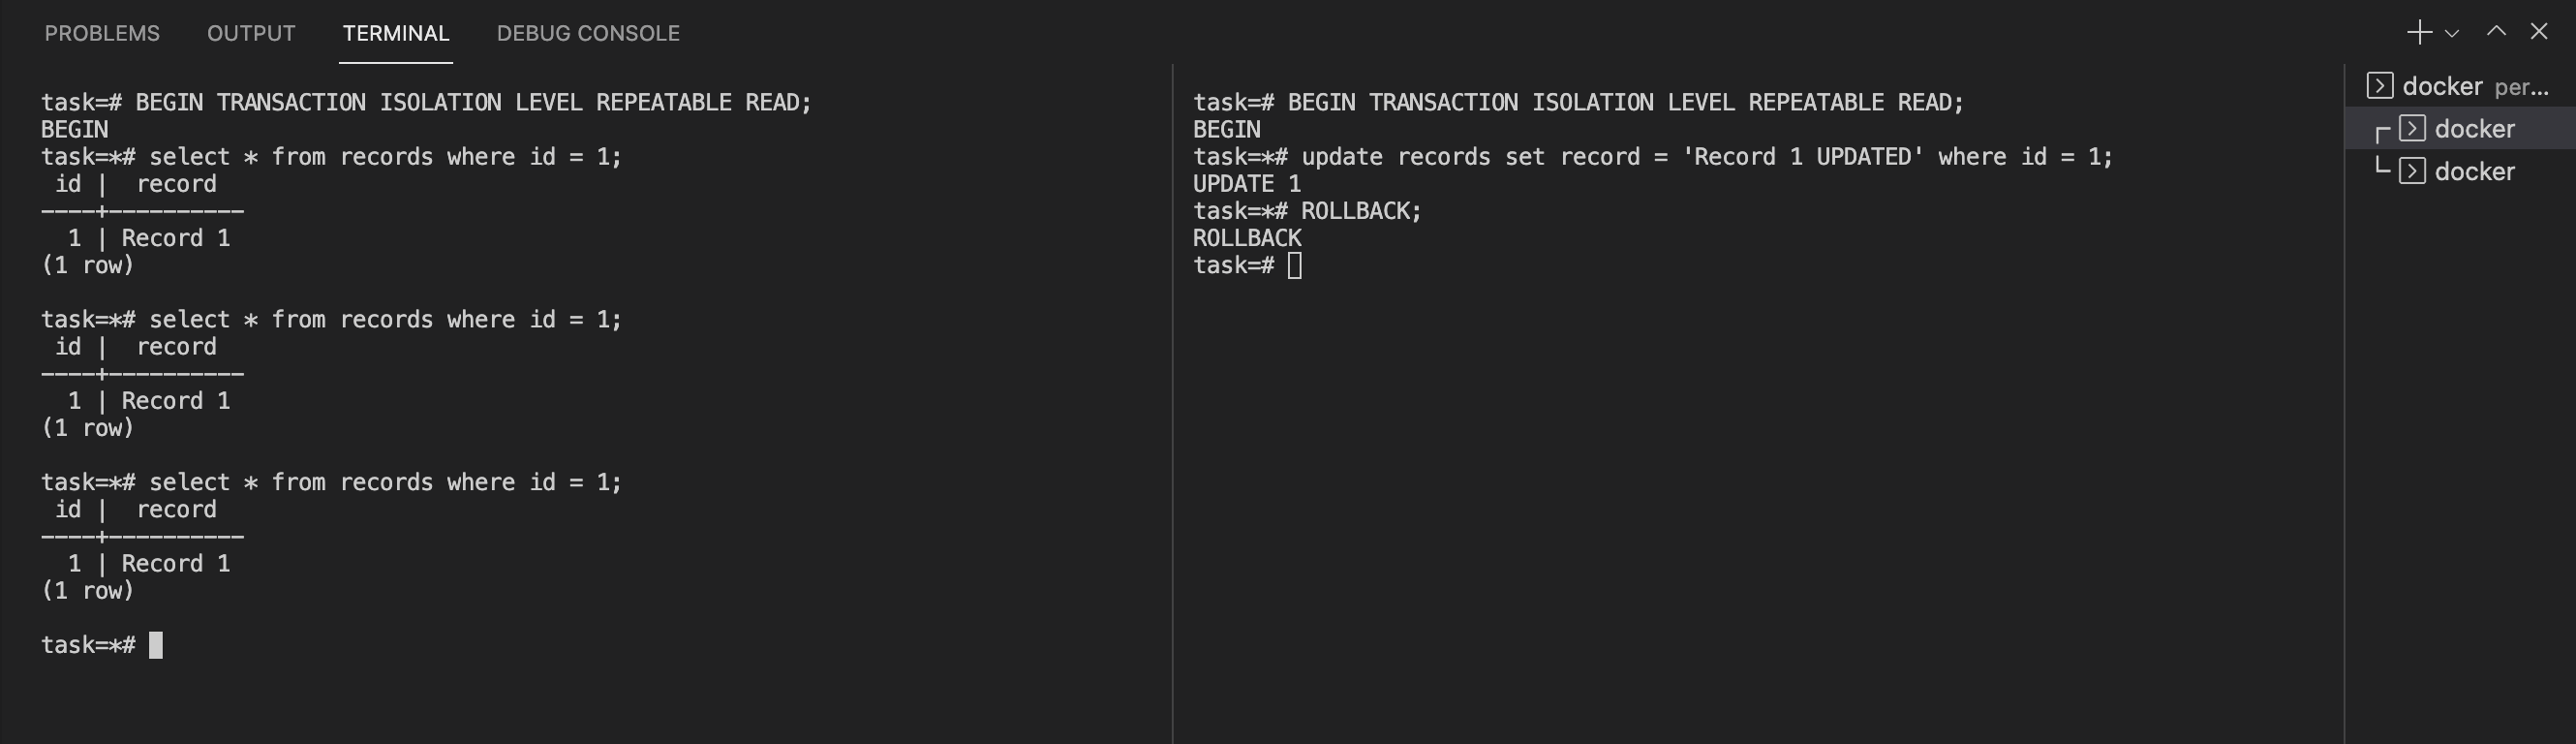 PROBLEMS OUTPUT TERMINAL DEBUG CONSOLE
task=# BEGIN TRANSACTION ISOLATION LEVEL REPEATABLE READ;
BEGIN
task=*# select * from records where id = 1;
 id |  record
----+----------
  1 | Record 1
(1 row)

task=*# select * from records where id = 1;
 id |  record
----+----------
  1 | Record 1
(1 row)

task=*# select * from records where id = 1;
 id |  record
----+----------
  1 | Record 1
(1 row)

task=*#
task=# BEGIN TRANSACTION ISOLATION LEVEL REPEATABLE READ;
BEGIN
task=*# update records set record = 'Record 1 UPDATED' where id = 1;
UPDATE 1
task=*# ROLLBACK;
ROLLBACK
task=#
docker per...
docker
docker